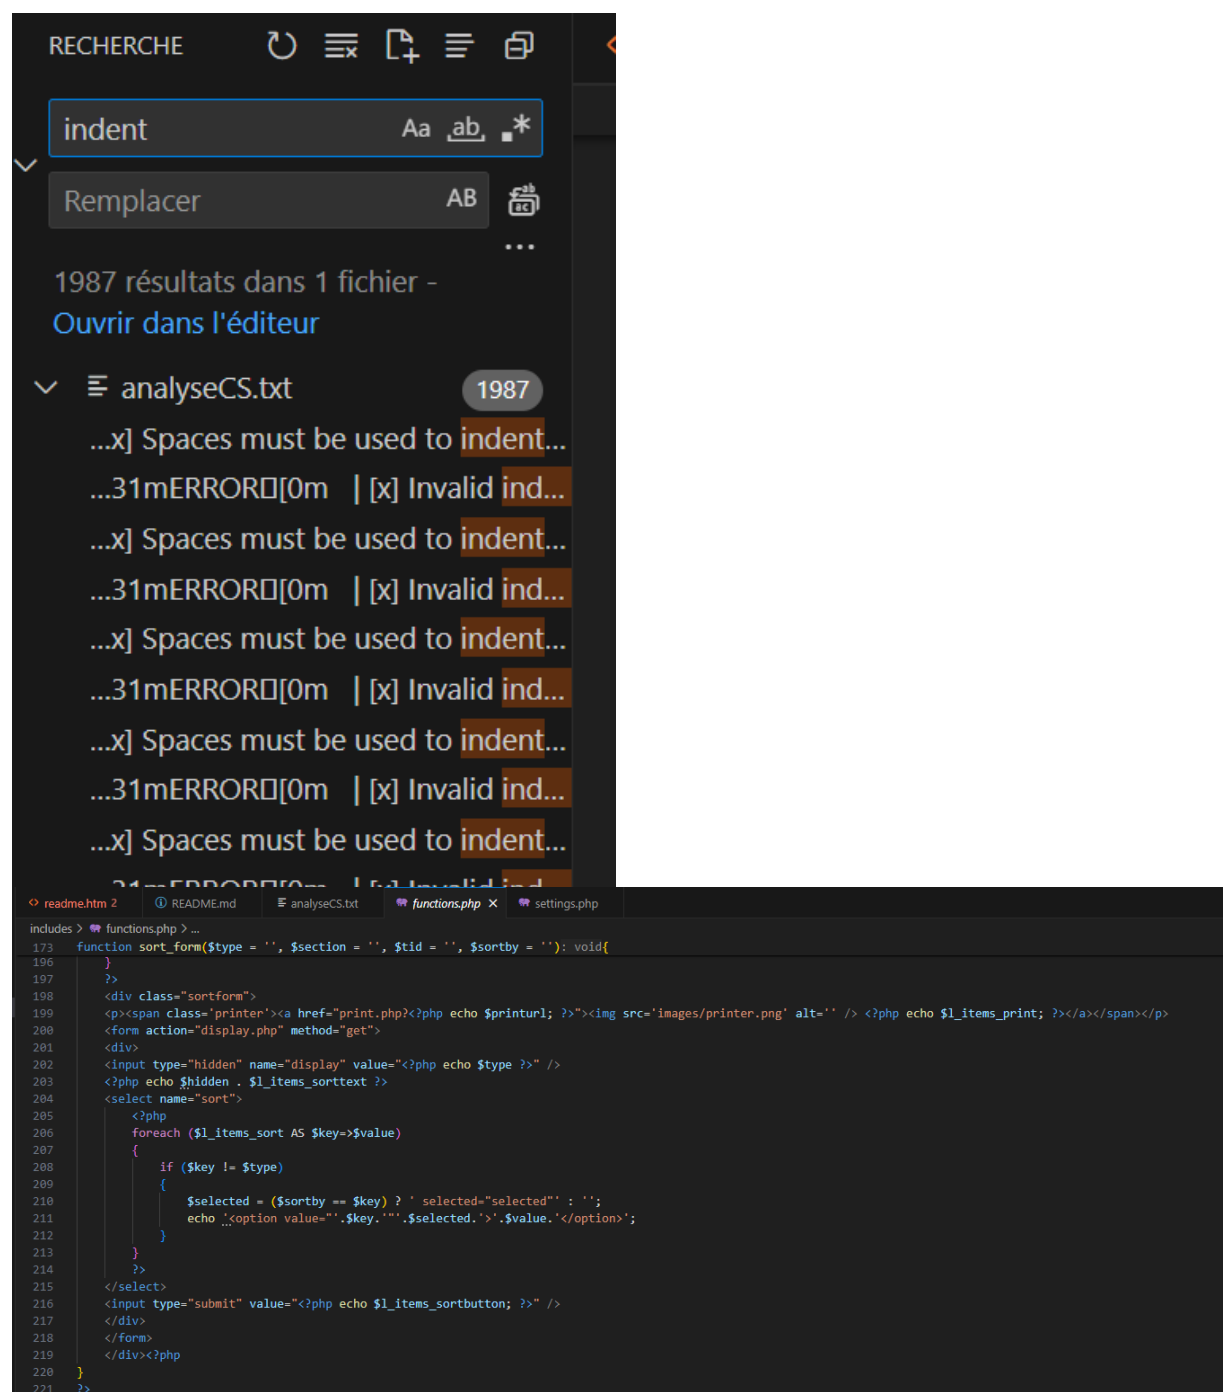 RECHERCHE
indent Aa ab *
Remplacer AB
...
1987 résultats dans 1 fichier -
Ouvrir dans l'éditeur
analyseCS.txt 1987
...x] Spaces must be used to indent...
...31mERROR□[0m | [x] Invalid ind...
...x] Spaces must be used to indent...
...31mERROR□[0m | [x] Invalid ind...
...x] Spaces must be used to indent...
...31mERROR□[0m | [x] Invalid ind...
...x] Spaces must be used to indent...
...31mERROR□[0m | [x] Invalid ind...
...x] Spaces must be used to indent...
<> readme.htm 2 README.md analyseCS.txt functions.php × settings.php
includes > functions.php > ...
173 function sort_form($type = '', $section = '', $tid = '', $sortby = ''): void{
196 }
197 ?>
198 <div class="sortform">
199 <p><span class='printer'><a href="print.php?<?php echo $printurl; ?>"><img src='images/printer.png' alt='' /> <?php echo $l_items_print; ?></a></span></p>
200 <form action="display.php" method="get">
201 <div>
202 <input type="hidden" name="display" value="<?php echo $type ?>" />
203 <?php echo $hidden . $l_items_sorttext ?>
204 <select name="sort">
205 <?php
206 foreach ($l_items_sort AS $key=>$value)
207 {
208 if ($key != $type)
209 {
210 $selected = ($sortby == $key) ? ' selected="selected"' : '';
211 echo '<option value="'.$key.'"'.$selected.'>'.$value.'</option>';
212 }
213 }
214 ?>
215 </select>
216 <input type="submit" value="<?php echo $l_items_sortbutton; ?>" />
217 </div>
218 </form>
219 </div><?php
220 }
221 ?>